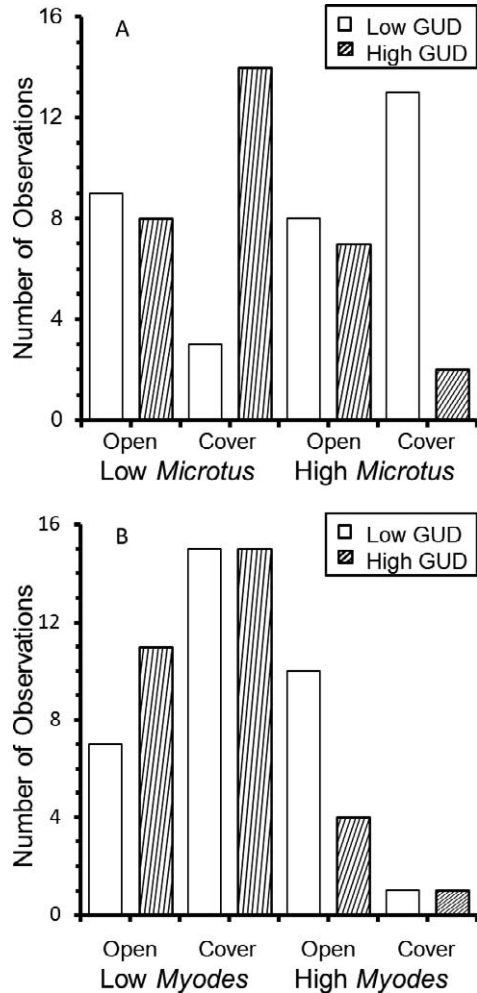 A
Low GUD
High GUD
Number of Observations
16
12
8
4
0
Open Cover Open Cover
Low Microtus High Microtus
B
Low GUD
High GUD
Number of Observations
16
12
8
4
0
Open Cover Open Cover
Low Myodes High Myodes